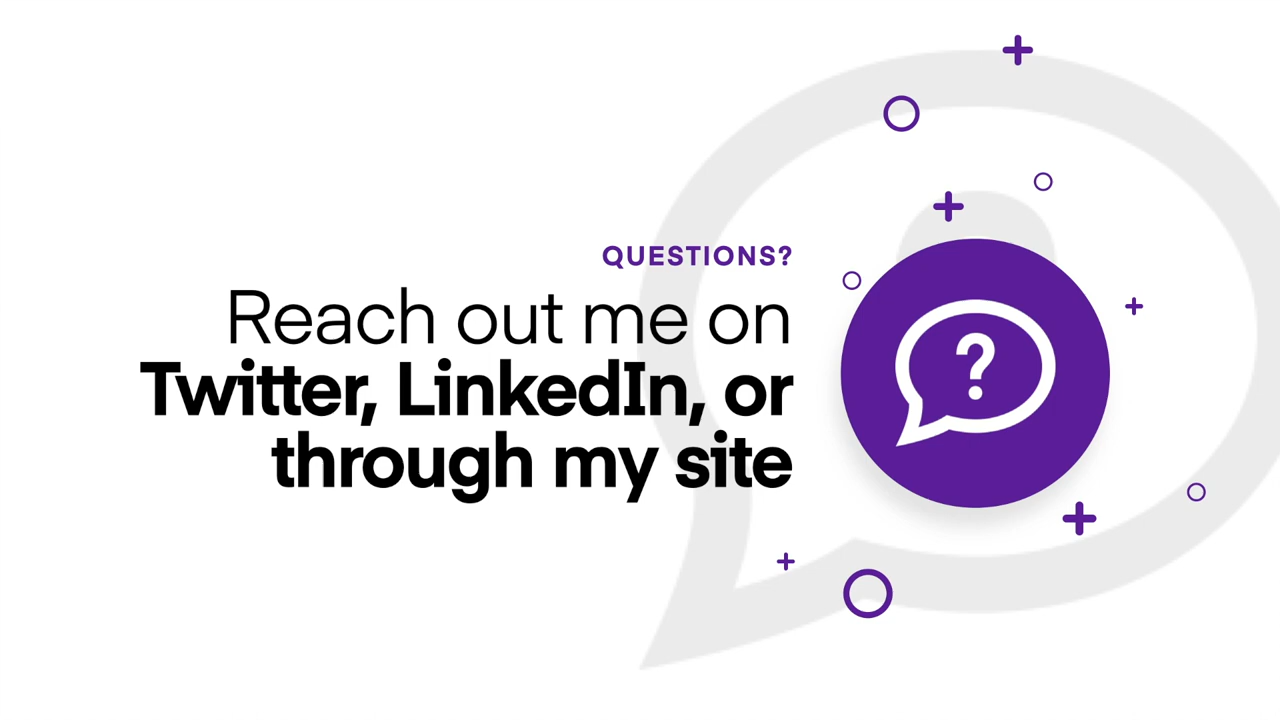 QUESTIONS?
Reach out me on
Twitter, LinkedIn, or
through my site
?